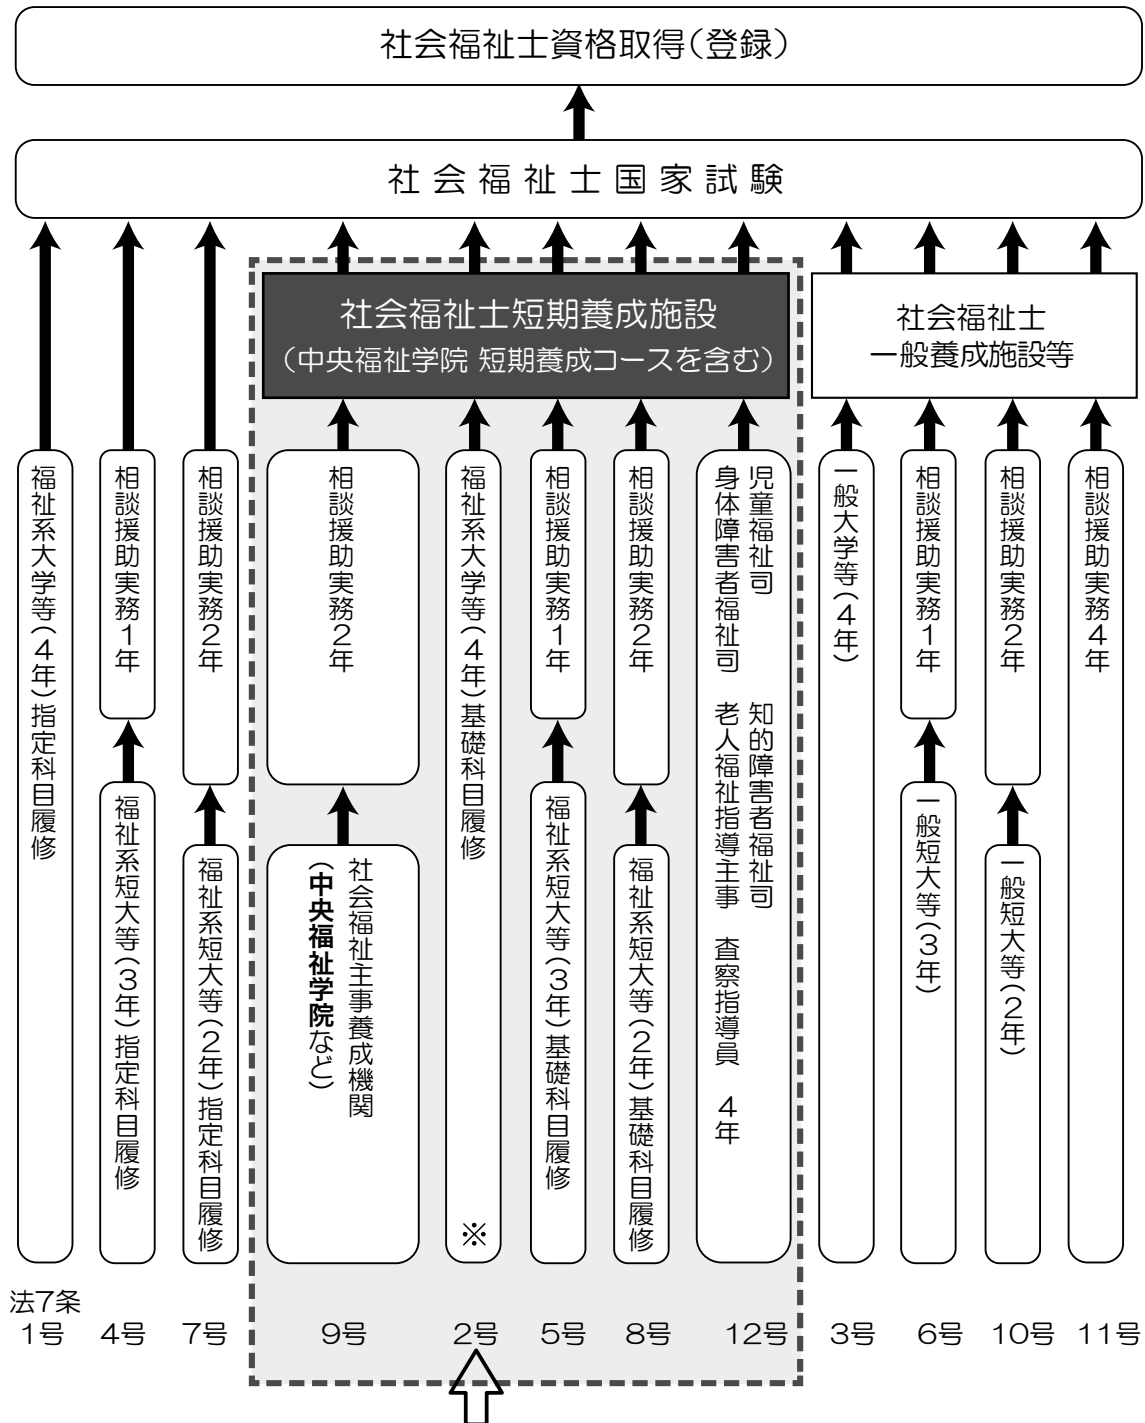 社会福祉士資格取得（登録）
社会福祉士国家試験
社会福祉士短期養成施設
（中央福祉学院 短期養成コースを含む）
社会福祉士
一般養成施設等
福祉系大学等（4年）指定科目履修
相談援助実務1年
福祉系短大等（3年）指定科目履修
相談援助実務2年
福祉系短大等（2年）指定科目履修
相談援助実務2年
社会福祉主事養成機関
（中央福祉学院など）
福祉系大学等（4年）基礎科目履修
※
相談援助実務1年
福祉系短大等（3年）基礎科目履修
相談援助実務2年
福祉系短大等（2年）基礎科目履修
児童福祉司　知的障害者福祉司
身体障害者福祉司　老人福祉指導主事　査察指導員　4年
一般大学等（4年）
相談援助実務1年
一般短大等（3年）
相談援助実務2年
一般短大等（2年）
相談援助実務4年
法7条
1号 4号 7号 9号 2号 5号 8号 12号 3号 6号 10号 11号